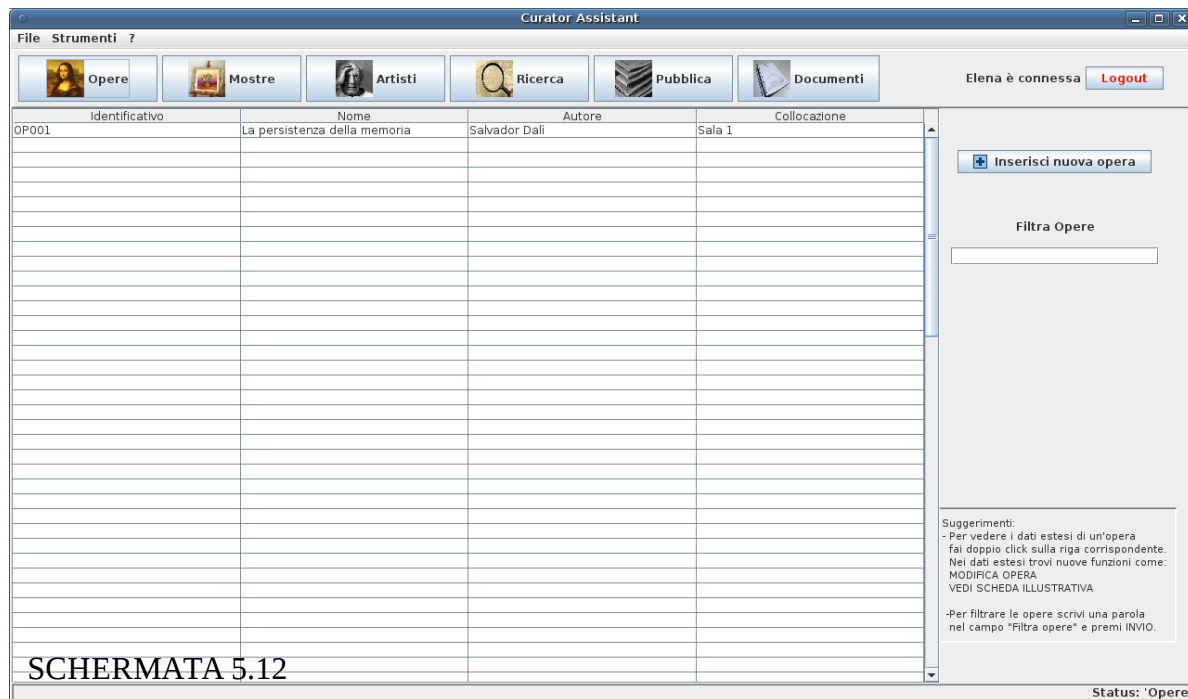 Curator Assistant
File Strumenti ?
Opere Mostre Artisti Ricerca Pubblica Documenti Elena è connessa Logout
Identificativo Nome Autore Collocazione
OP001 La persistenza della memoria Salvador Dalì Sala 1
Inserisci nuova opera
Filtra Opere
Suggerimenti:
- Per vedere i dati estesi di un'opera
fai doppio click sulla riga corrispondente.
Nei dati estesi trovi nuove funzioni come:
MODIFICA OPERA
VEDI SCHEDA ILLUSTRATIVA
-Per filtrare le opere scrivi una parola
nel campo "Filtra opere" e premi INVIO.
SCHERMATA 5.12
Status: 'Opere